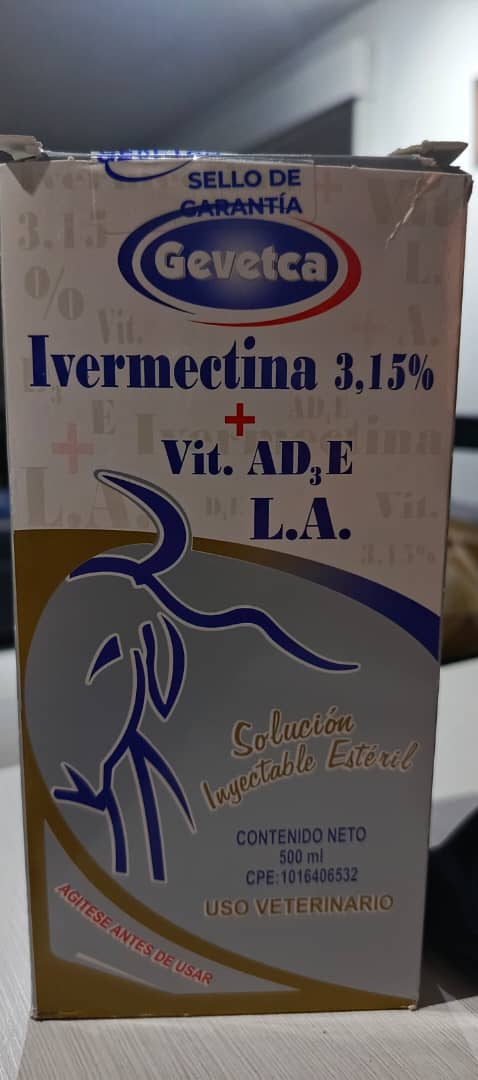 SELLO DE
GARANTÍA
Gevetca
Ivermectina 3,15%
+
Vit. AD₃E
L.A.
Solución
Inyectable Estéril
CONTENIDO NETO
500 ml
CPE:1016406532
USO VETERINARIO
AGITESE ANTES DE USAR